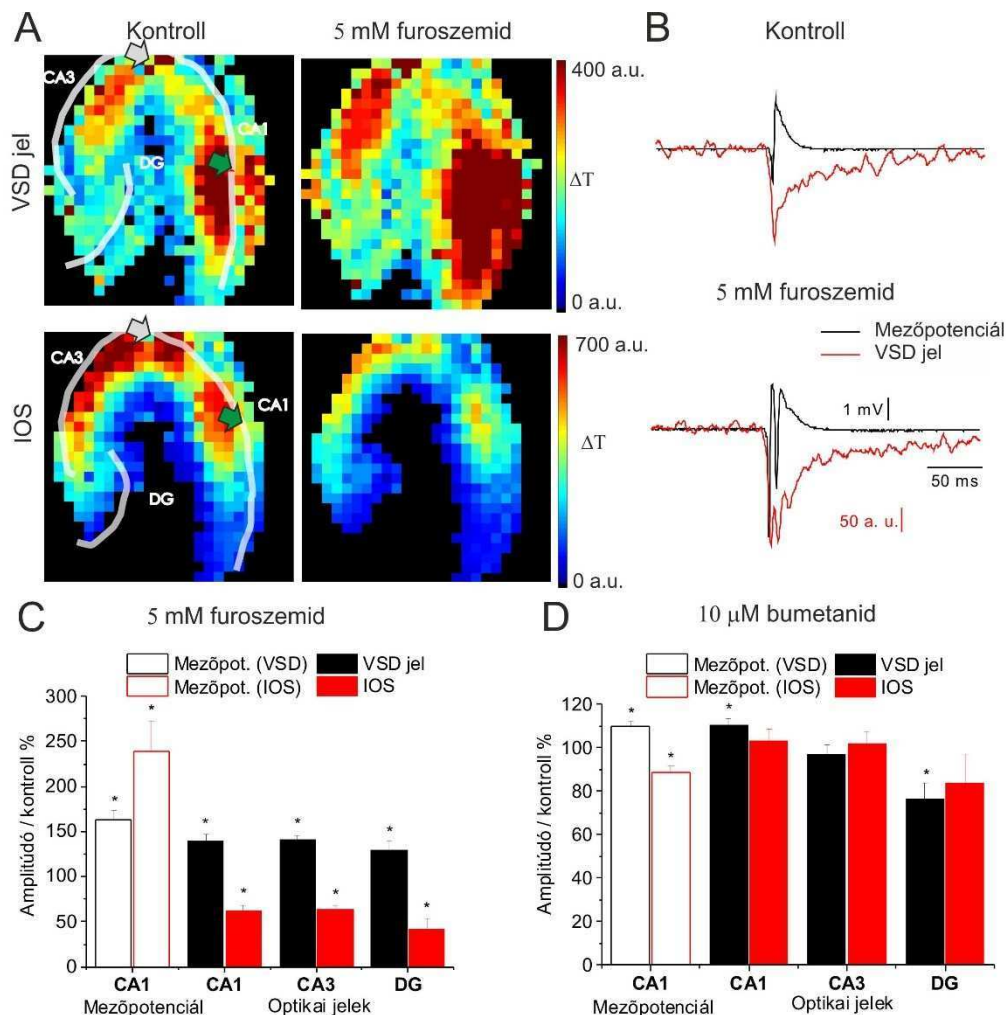 A
Kontroll
5 mM furoszemid
B
Kontroll
VSD jel
CA3
CA1
DG
400 a.u.
ΔT
0 a.u.
5 mM furoszemid
Mezőpotenciál
VSD jel
1 mV
50 ms
50 a. u.
IOS
CA3
CA1
DG
700 a.u.
ΔT
0 a.u.
C
5 mM furoszemid
Mezőpot. (VSD)
VSD jel
Mezőpot. (IOS)
IOS
Amplitúdó / kontroll %
300
250
200
150
100
50
0
* * * * * * * *
CA1
CA1
CA3
DG
Mezőpotenciál
Optikai jelek
D
10 µM bumetanid
Mezőpot. (VSD)
VSD jel
Mezőpot. (IOS)
IOS
Amplitúdó / kontroll %
120
100
80
60
40
20
0
* * * *
CA1
CA1
CA3
DG
Mezőpotenciál
Optikai jelek